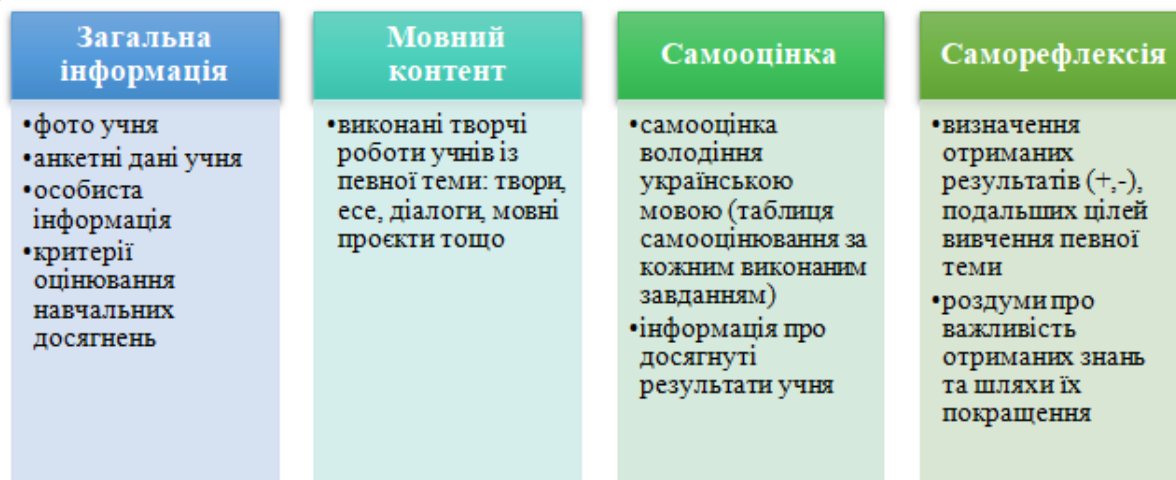 Загальна
інформація
•фото учня
•анкетні дані учня
•особиста
інформація
•критерії
оцінювання
навчальних
досягнень
Мовний
контент
•виконані творчі
роботи учнів із
певної теми: твори,
есе, діалоги, мовні
проєкти тощо
Самооцінка
•самооцінка
володіння
українською
мовою (таблиця
самооцінювання за
кожним виконаним
завданням)
•інформація про
досягнуті
результати учня
Саморефлексія
•визначення
отриманих
результатів (+,-),
подальших цілей
вивчення певної
теми
•роздуми про
важливість
отриманих знань
та шляхи їх
покращення